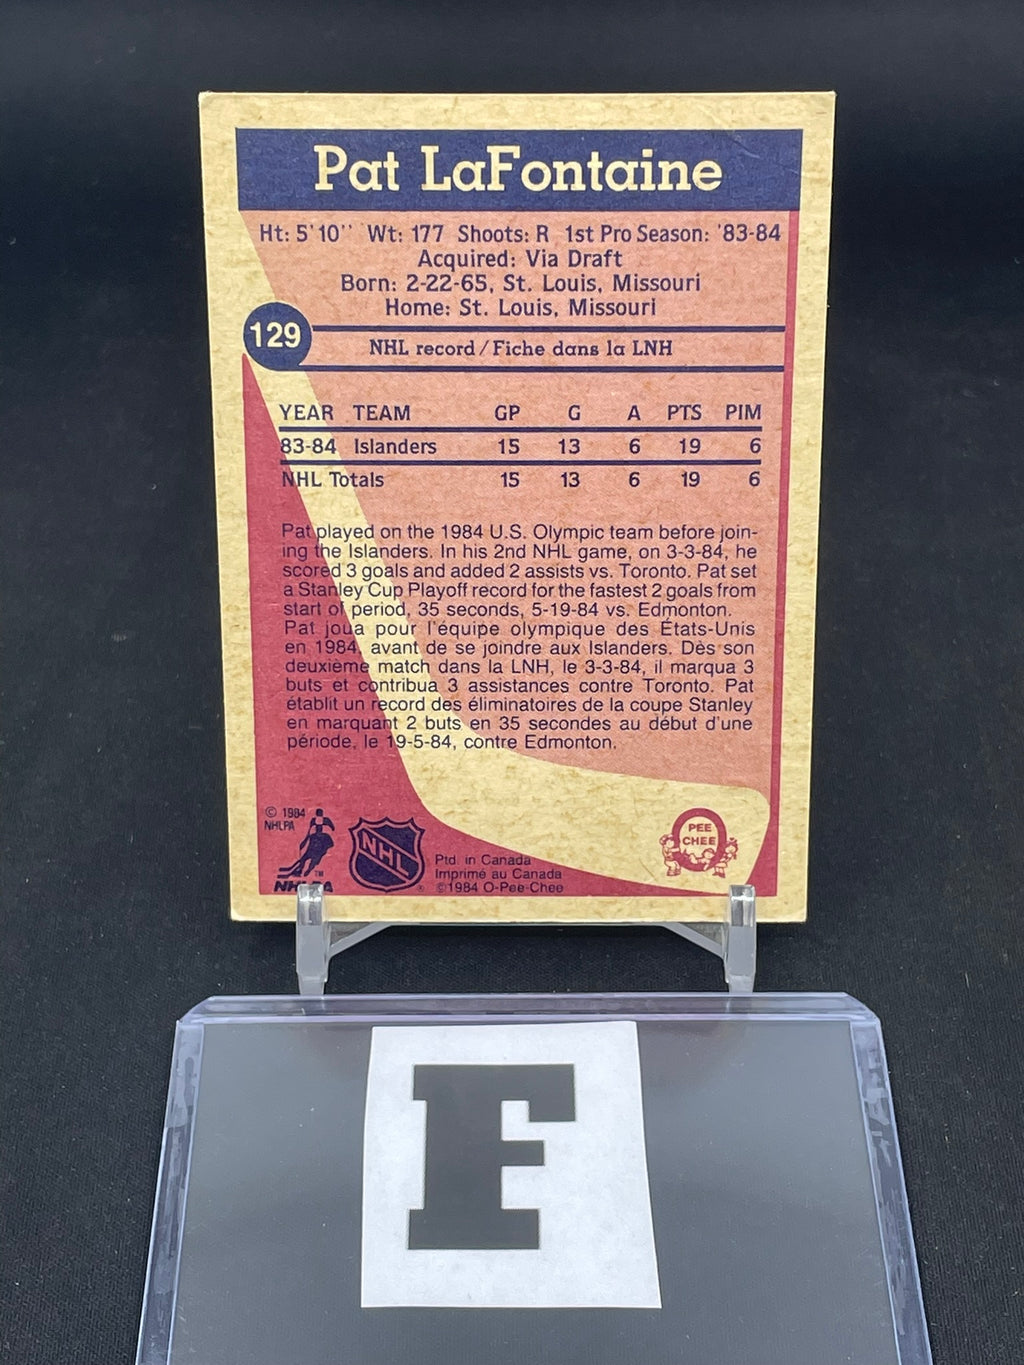 Pat LaFontaine
Ht: 5'10'' Wt: 177 Shoots: R 1st Pro Season: '83-84
Acquired: Via Draft
Born: 2-22-65, St. Louis, Missouri
Home: St. Louis, Missouri
129
NHL record/Fiche dans la LNH
YEAR TEAM GP G A PTS PIM
83-84 Islanders 15 13 6 19 6
NHL Totals 15 13 6 19 6
Pat played on the 1984 U.S. Olympic team before join-
ing the Islanders. In his 2nd NHL game, on 3-3-84, he
scored 3 goals and added 2 assists vs. Toronto. Pat set
a Stanley Cup Playoff record for the fastest 2 goals from
start of period, 35 seconds, 5-19-84 vs. Edmonton.
Pat joua pour l'équipe olympique des États-Unis
en 1984, avant de se joindre aux Islanders. Dès son
deuxième match dans la LNH, le 3-3-84, il marqua 3
buts et contribua 3 assistances contre Toronto. Pat
établit un record des éliminatoires de la coupe Stanley
en marquant 2 buts en 35 secondes au début d'une
période, le 19-5-84, contre Edmonton.
© 1984
NHLPA
TM
NHLPA
NHL
®
Ptd. in Canada
Imprimé au Canada
©1984 O-Pee-Chee
PEE
CHEE
F